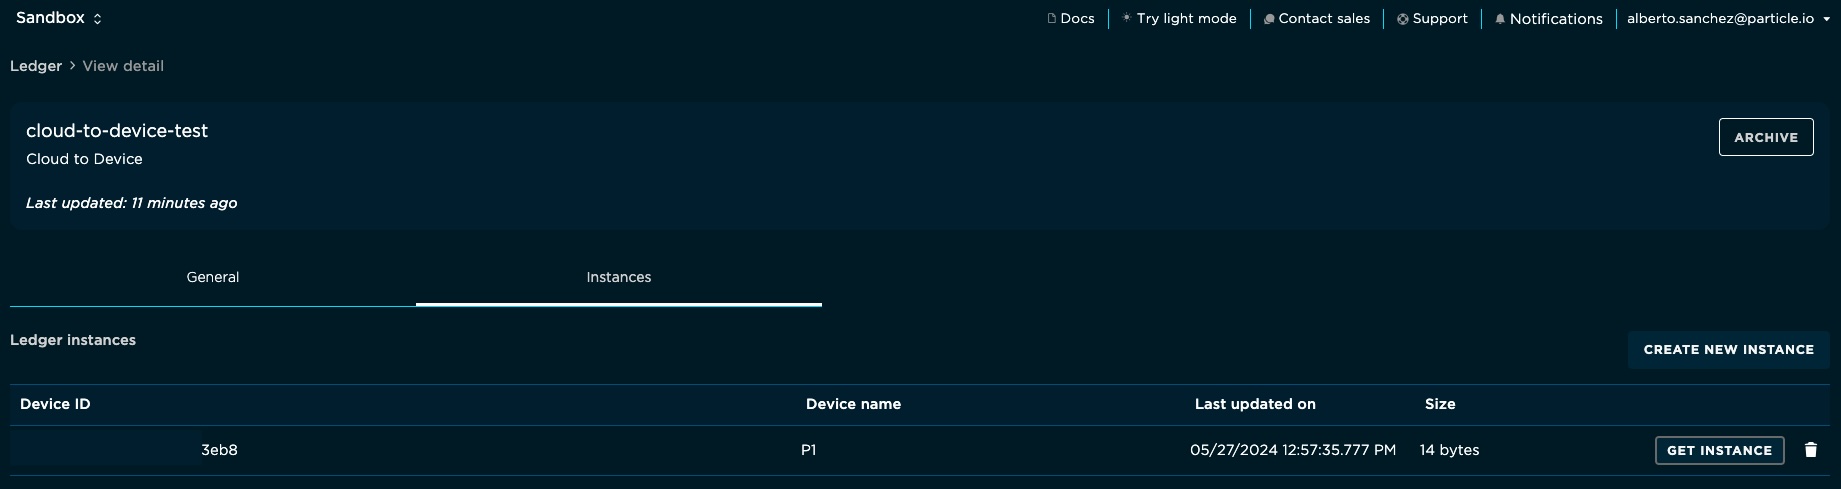 Sandbox
Docs Try light mode Contact sales Support Notifications alberto.sanchez@particle.io
Ledger > View detail
cloud-to-device-test
ARCHIVE
Cloud to Device
Last updated: 11 minutes ago
General Instances
Ledger instances
CREATE NEW INSTANCE
Device ID Device name Last updated on Size
3eb8 P1 05/27/2024 12:57:35.777 PM 14 bytes GET INSTANCE